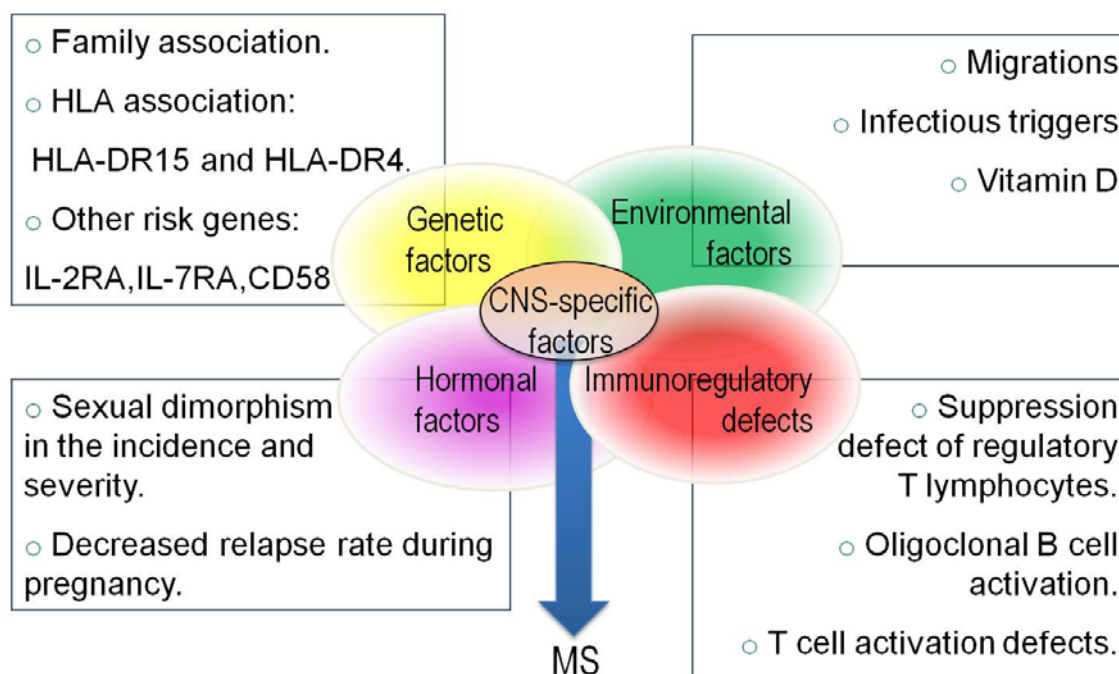 ○ Family association.
○ HLA association:
HLA-DR15 and HLA-DR4.
○ Other risk genes:
IL-2RA,IL-7RA,CD58
○ Migrations
○ Infectious triggers
○ Vitamin D
Genetic
factors
Environmental
factors
CNS-specific
factors
Hormonal
factors
Immunoregulatory
defects
○ Sexual dimorphism
in the incidence and
severity.
○ Decreased relapse rate during
pregnancy.
○ Suppression
defect of regulatory
T lymphocytes.
○ Oligoclonal B cell
activation.
○ T cell activation defects.
MS